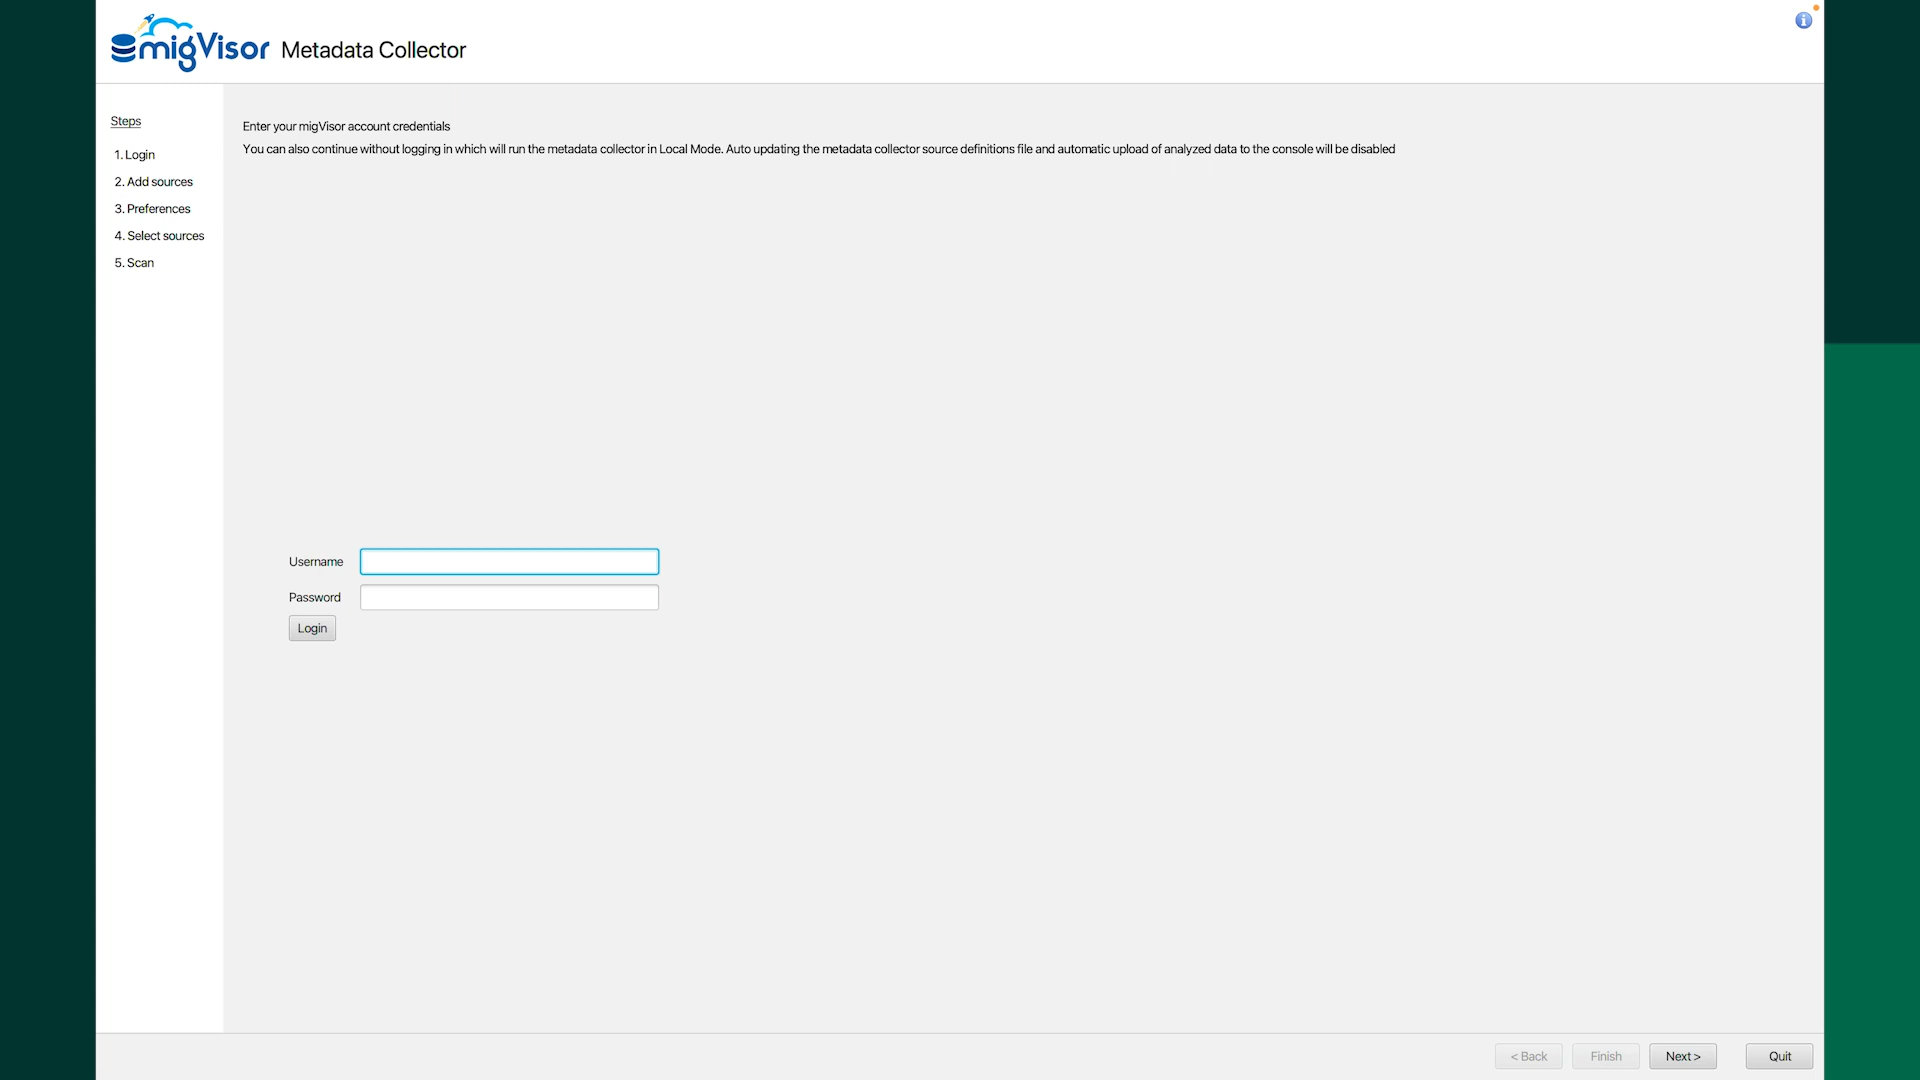 migVisor Metadata Collector
Steps
1. Login
2. Add sources
3. Preferences
4. Select sources
5. Scan
Enter your migVisor account credentials
You can also continue without logging in which will run the metadata collector in Local Mode. Auto updating the metadata collector source definitions file and automatic upload of analyzed data to the console will be disabled
Username
Password
Login
< Back
Finish
Next >
Quit